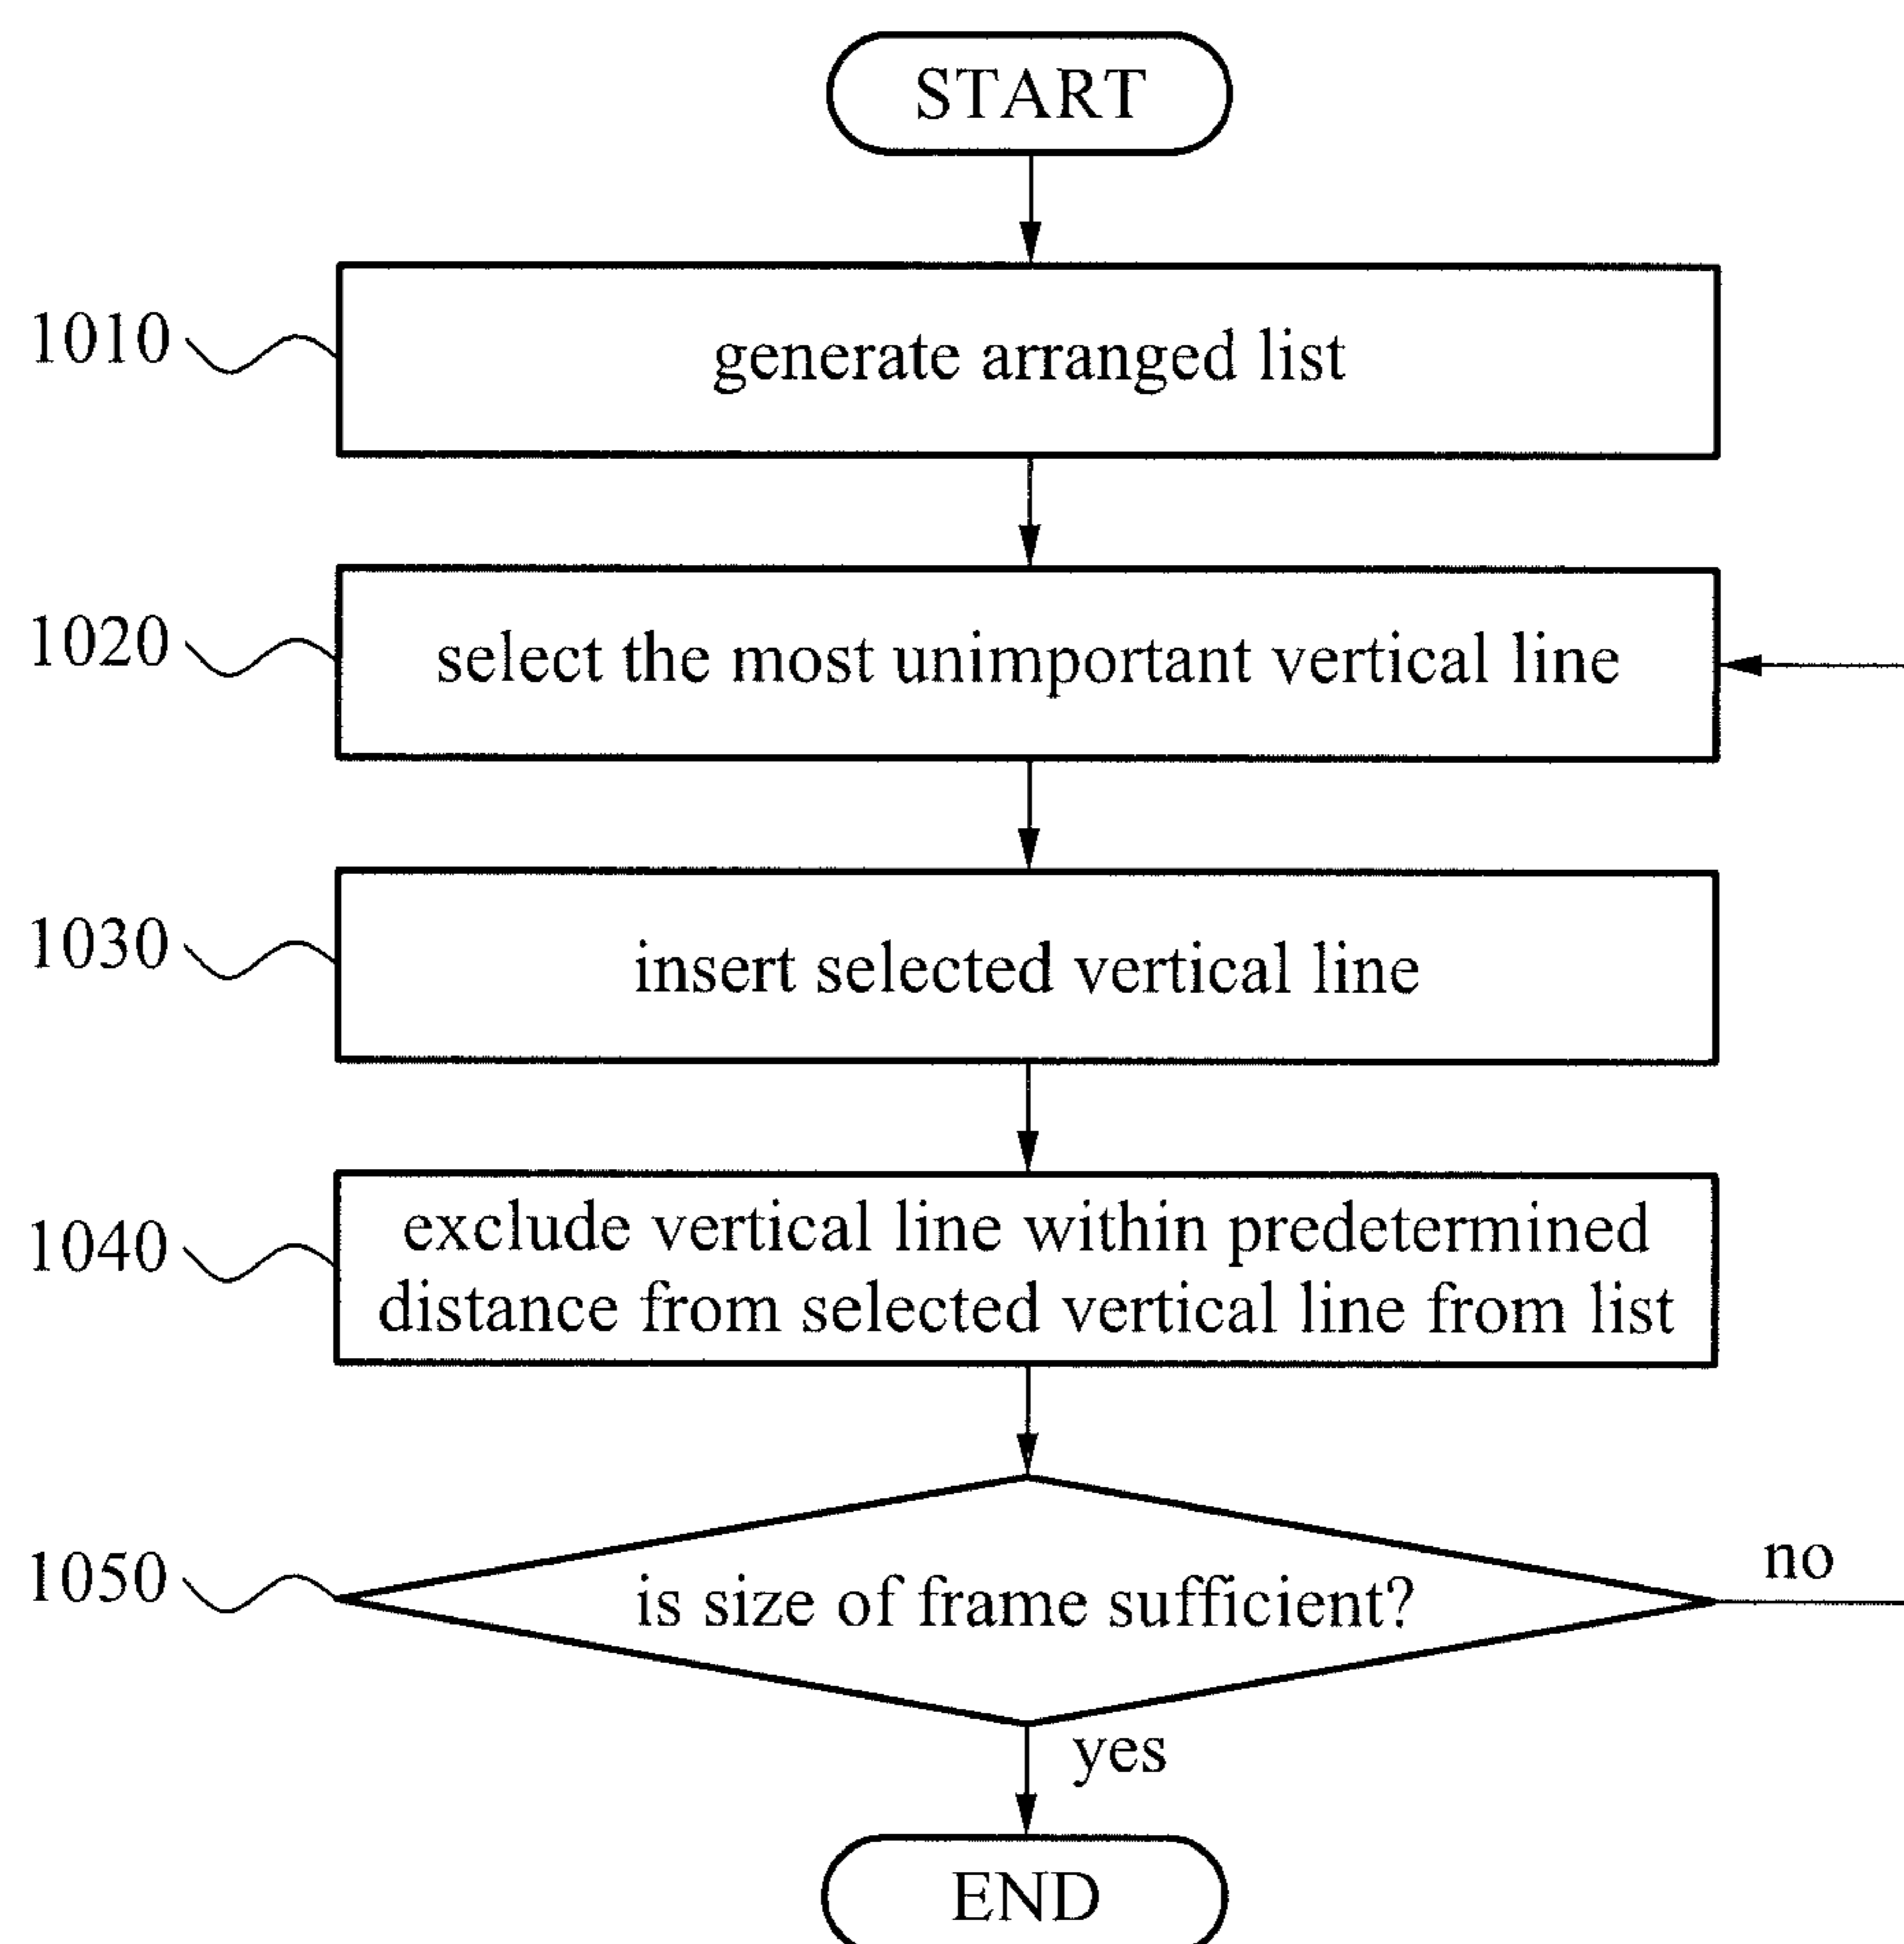 START
1010
generate arranged list
1020
select the most unimportant vertical line
1030
insert selected vertical line
1040
exclude vertical line within predetermined
distance from selected vertical line from list
1050
is size of frame sufficient?
no
yes
END